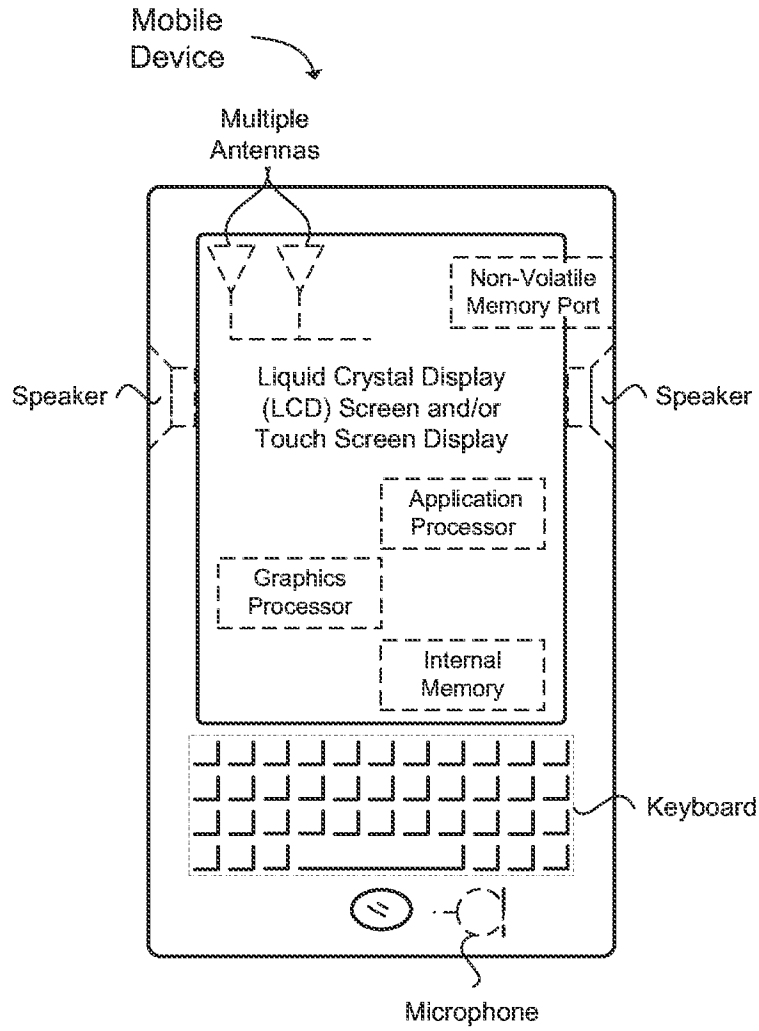 Mobile
Device
Multiple
Antennas
Non-Volatile
Memory Port
Speaker
Liquid Crystal Display
(LCD) Screen and/or
Touch Screen Display
Speaker
Application
Processor
Graphics
Processor
Internal
Memory
Keyboard
Microphone